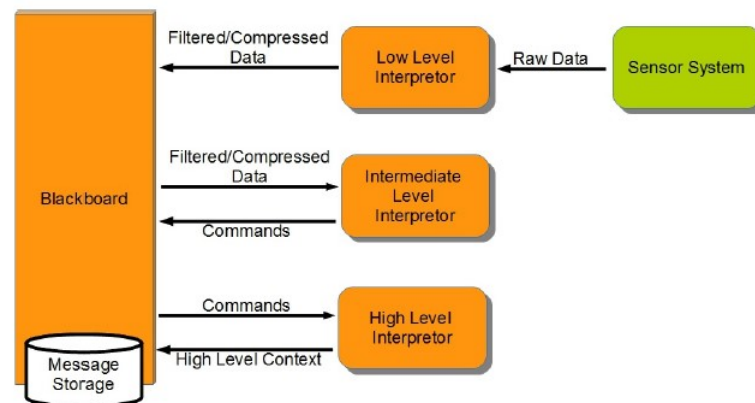 Filtered/Compressed
Data
Low Level
Interpretor
Raw Data
Sensor System
Blackboard
Filtered/Compressed
Data
Intermediate
Level
Interpretor
Commands
Commands
High Level
Interpretor
High Level Context
Message
Storage